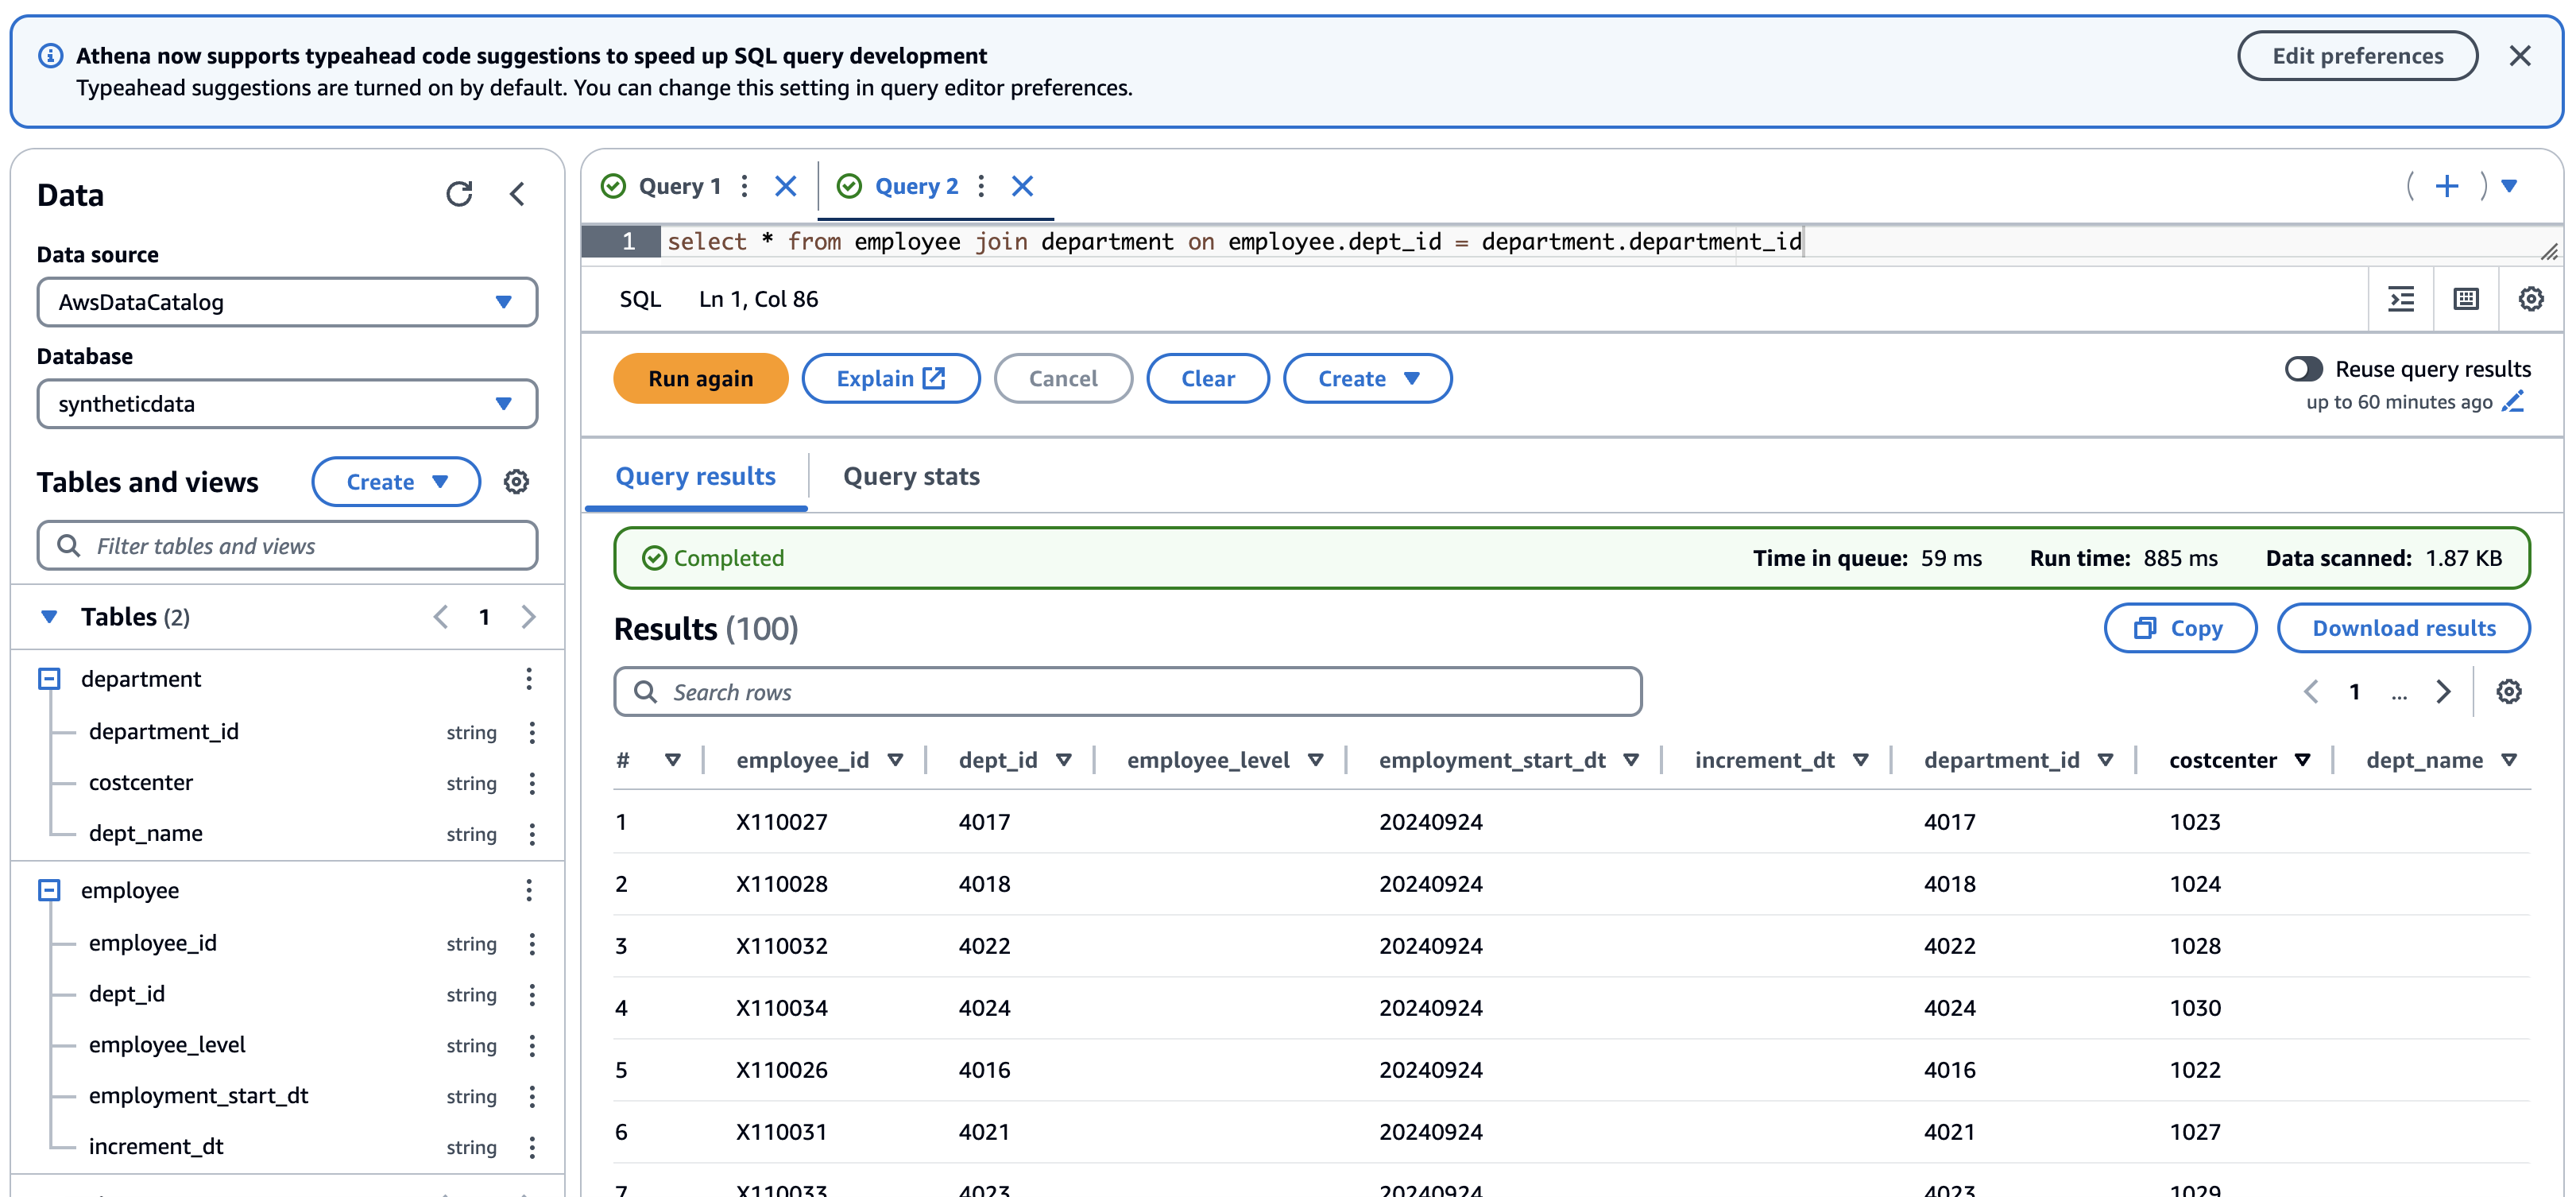 Athena now supports typeahead code suggestions to speed up SQL query development
Typeahead suggestions are turned on by default. You can change this setting in query editor preferences.
Edit preferences
Data
Data source
AwsDataCatalog
Database
syntheticdata
Tables and views
Create
Filter tables and views
Tables (2)
1
department
department_id string
costcenter string
dept_name string
employee
employee_id string
dept_id string
employee_level string
employment_start_dt string
increment_dt string
Query 1
Query 2
( + )
1 select * from employee join department on employee.dept_id = department.department_id
SQL Ln 1, Col 86
Run again
Explain
Cancel
Clear
Create
Reuse query results
up to 60 minutes ago
Query results
Query stats
Completed
Time in queue: 59 ms Run time: 885 ms Data scanned: 1.87 KB
Results (100)
Copy
Download results
Search rows
1 ...
# employee_id dept_id employee_level employment_start_dt increment_dt department_id costcenter dept_name
1 X110027 4017 20240924 4017 1023
2 X110028 4018 20240924 4018 1024
3 X110032 4022 20240924 4022 1028
4 X110034 4024 20240924 4024 1030
5 X110026 4016 20240924 4016 1022
6 X110031 4021 20240924 4021 1027
7 X110033 4023 20240924 4023 1029